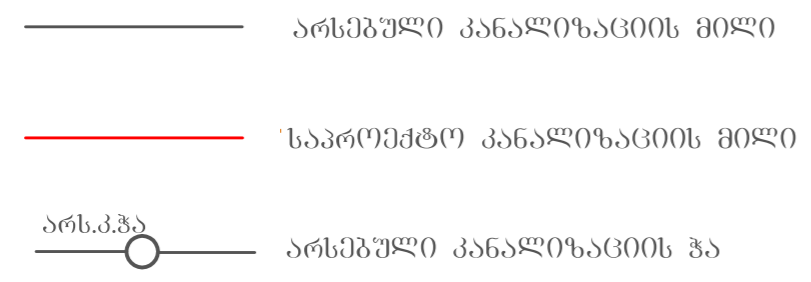 არსებული კანალიზაციის მილი
საპროექტო კანალიზაციის მილი
არს.კ.ჭა
არსებული კანალიზაციის ჭა